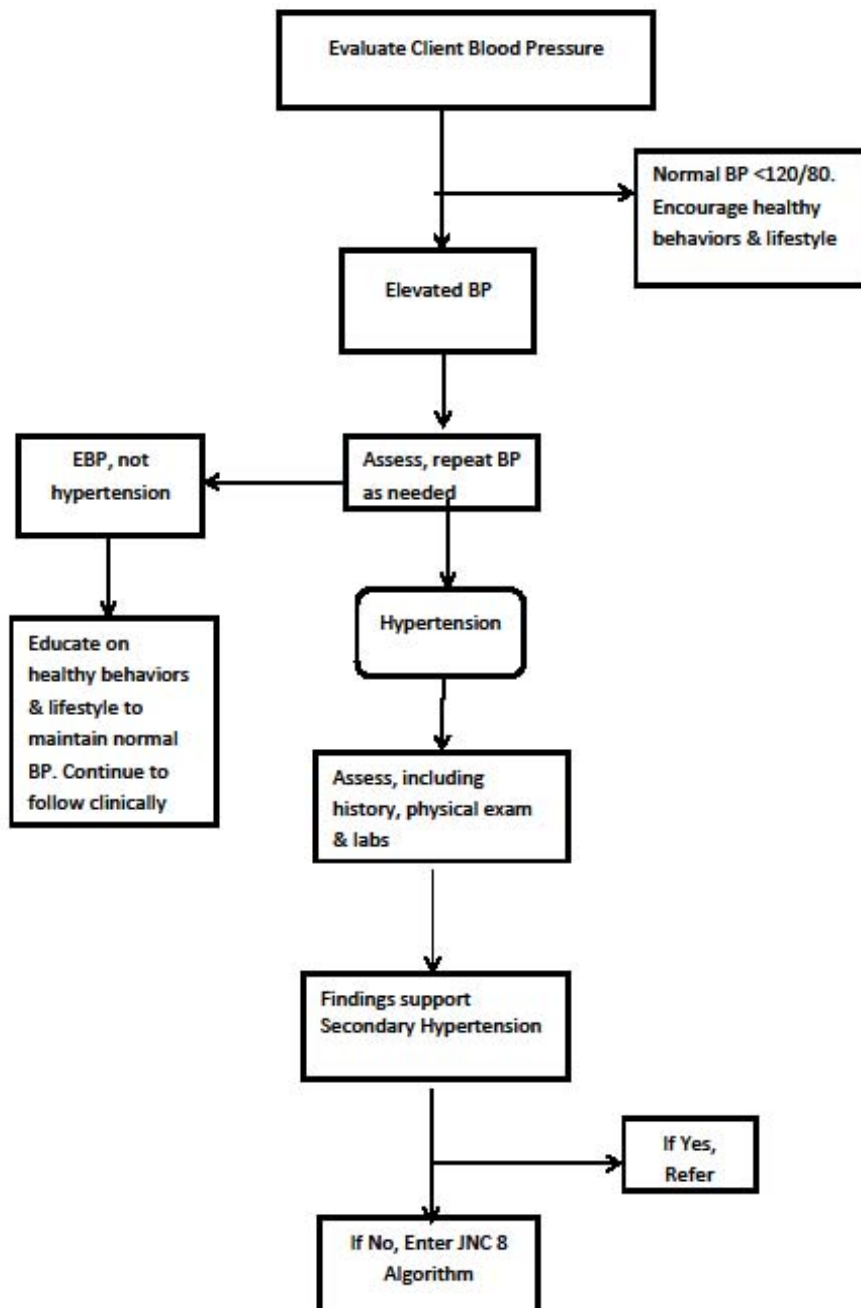 Evaluate Client Blood Pressure
Normal BP <120/80.
Encourage healthy
behaviors & lifestyle
Elevated BP
EBP, not
hypertension
Assess, repeat BP
as needed
Educate on
healthy behaviors
& lifestyle to
maintain normal
BP. Continue to
follow clinically
Hypertension
Assess, including
history, physical exam
& labs
Findings support
Secondary Hypertension
If Yes,
Refer
If No, Enter JNC 8
Algorithm